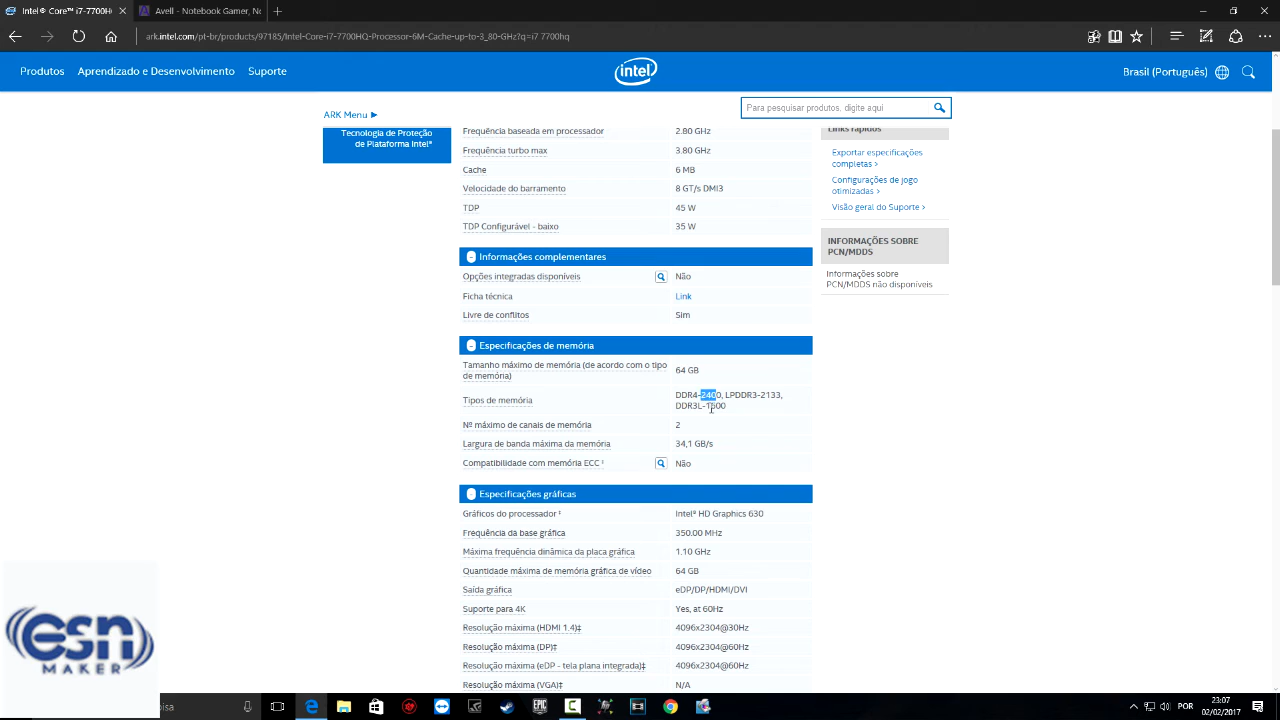 Intel® Core™ i7-7700HQ
Avell - Notebook Gamer, No
ark.intel.com/pt-br/products/97185/Intel-Core-i7-7700HQ-Processor-6M-Cache-up-to-3_80-GHz?q=i7 7700hq
Produtos Aprendizado e Desenvolvimento Suporte
intel
Brasil (Português)
ARK Menu ►
Para pesquisar produtos, digite aqui
Tecnologia de Proteção
de Plataforma Intel®
Frequência baseada em processador 2.80 GHz
Frequência turbo max 3.80 GHz
Cache 6 MB
Velocidade do barramento 8 GT/s DMI3
TDP 45 W
TDP Configurável - baixo 35 W
Informações complementares
Opções integradas disponíveis Não
Ficha técnica Link
Livre de conflitos Sim
Especificações de memória
Tamanho máximo de memória (de acordo com o tipo
de memória) 64 GB
Tipos de memória DDR4-2400, LPDDR3-2133,
DDR3L-1600
Nº máximo de canais de memória 2
Largura de banda máxima da memória 34,1 GB/s
Compatibilidade com memória ECC ‡ Não
Especificações gráficas
Gráficos do processador ‡ Intel® HD Graphics 630
Frequência da base gráfica 350.00 MHz
Máxima frequência dinâmica da placa gráfica 1.10 GHz
Quantidade máxima de memória gráfica de vídeo 64 GB
Saída gráfica eDP/DP/HDMI/DVI
Suporte para 4K Yes, at 60Hz
Resolução máxima (HDMI 1.4)‡ 4096x2304@30Hz
Resolução máxima (DP)‡ 4096x2304@60Hz
Resolução máxima (eDP - tela plana integrada)‡ 4096x2304@60Hz
Resolução máxima (VGA)‡ N/A
Links rápidos
Exportar especificações
completas >
Configurações de jogo
otimizadas >
Visão geral do Suporte >
INFORMAÇÕES SOBRE
PCN/MDDS
Informações sobre
PCN/MDDS não disponíveis
esn
MAKER
isa
EPIC
POR
23:07
02/02/2017